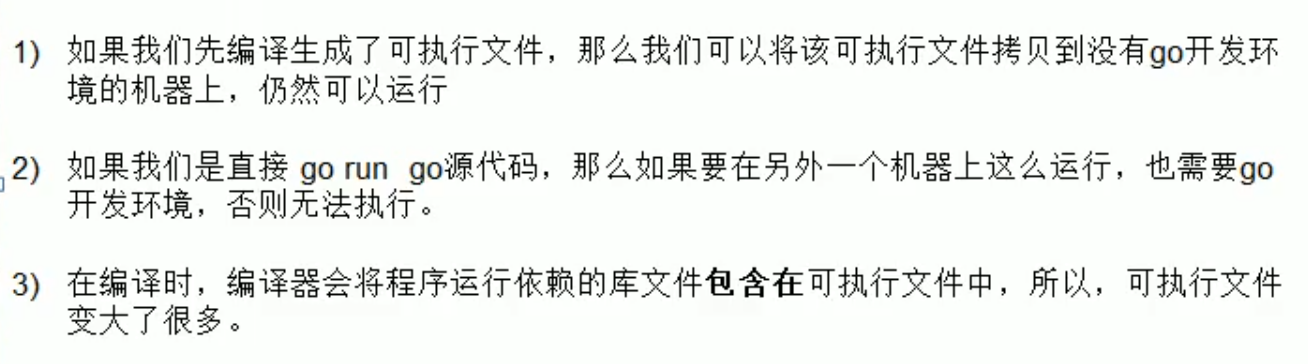 1) 如果我们先编译生成了可执行文件，那么我们可以将该可执行文件拷贝到没有go开发环
境的机器上，仍然可以运行
2) 如果我们是直接 go run go源代码，那么如果要在另外一个机器上这么运行，也需要go
开发环境，否则无法执行。
3) 在编译时，编译器会将程序运行依赖的库文件包含在可执行文件中，所以，可执行文件
变大了很多。